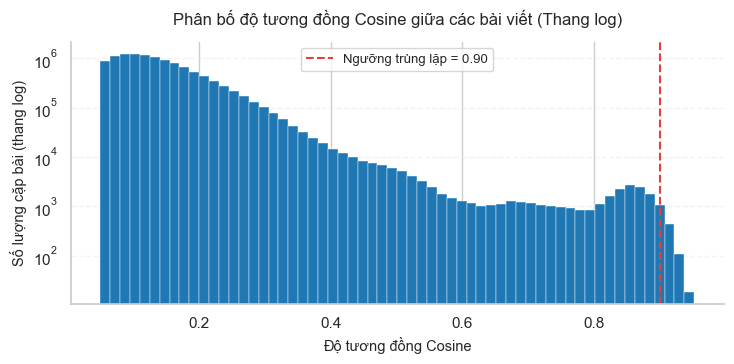 Phân bố độ tương đồng Cosine giữa các bài viết (Thang log)
Ngưỡng trùng lặp = 0.90
Số lượng cặp bài (thang log)
10^6
10^5
10^4
10^3
10^2
0.2 0.4 0.6 0.8
Độ tương đồng Cosine